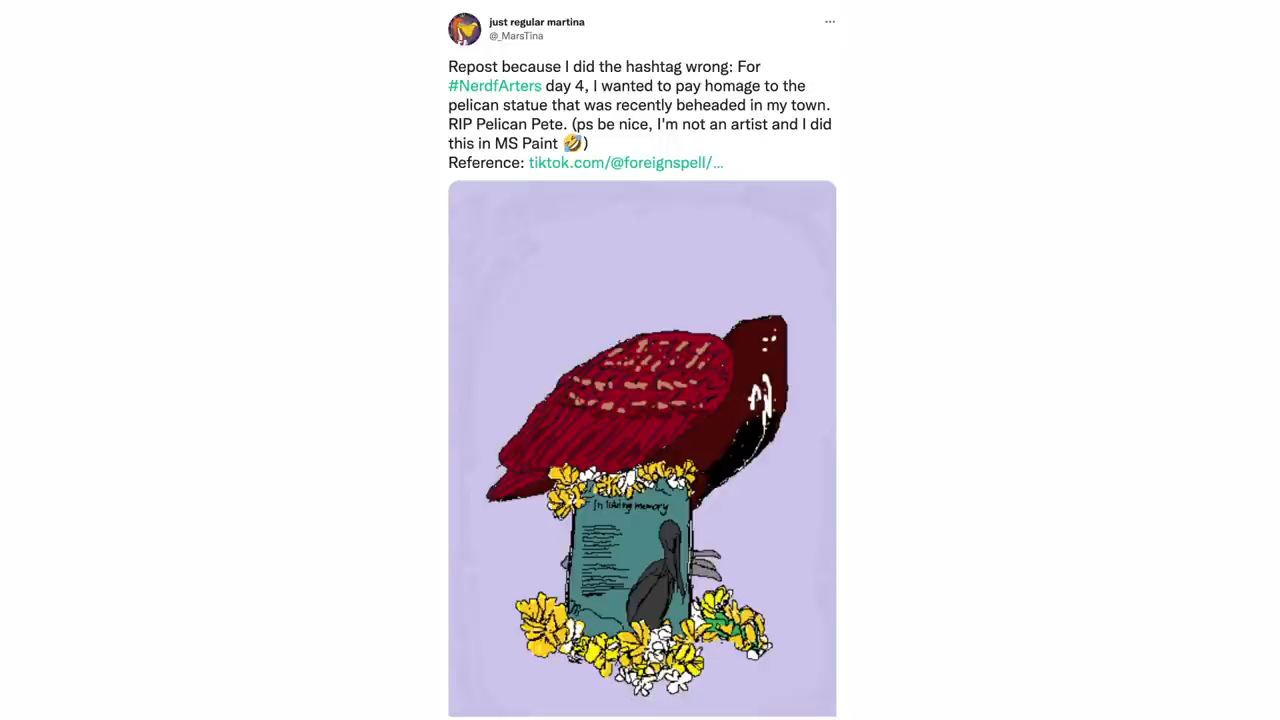 just regular martina
@_MarsTina
Repost because I did the hashtag wrong: For
#NerdfArters day 4, I wanted to pay homage to the
pelican statue that was recently beheaded in my town.
RIP Pelican Pete. (ps be nice, I'm not an artist and I did
this in MS Paint 🤣)
Reference: tiktok.com/@foreignspell/…
In loving memory